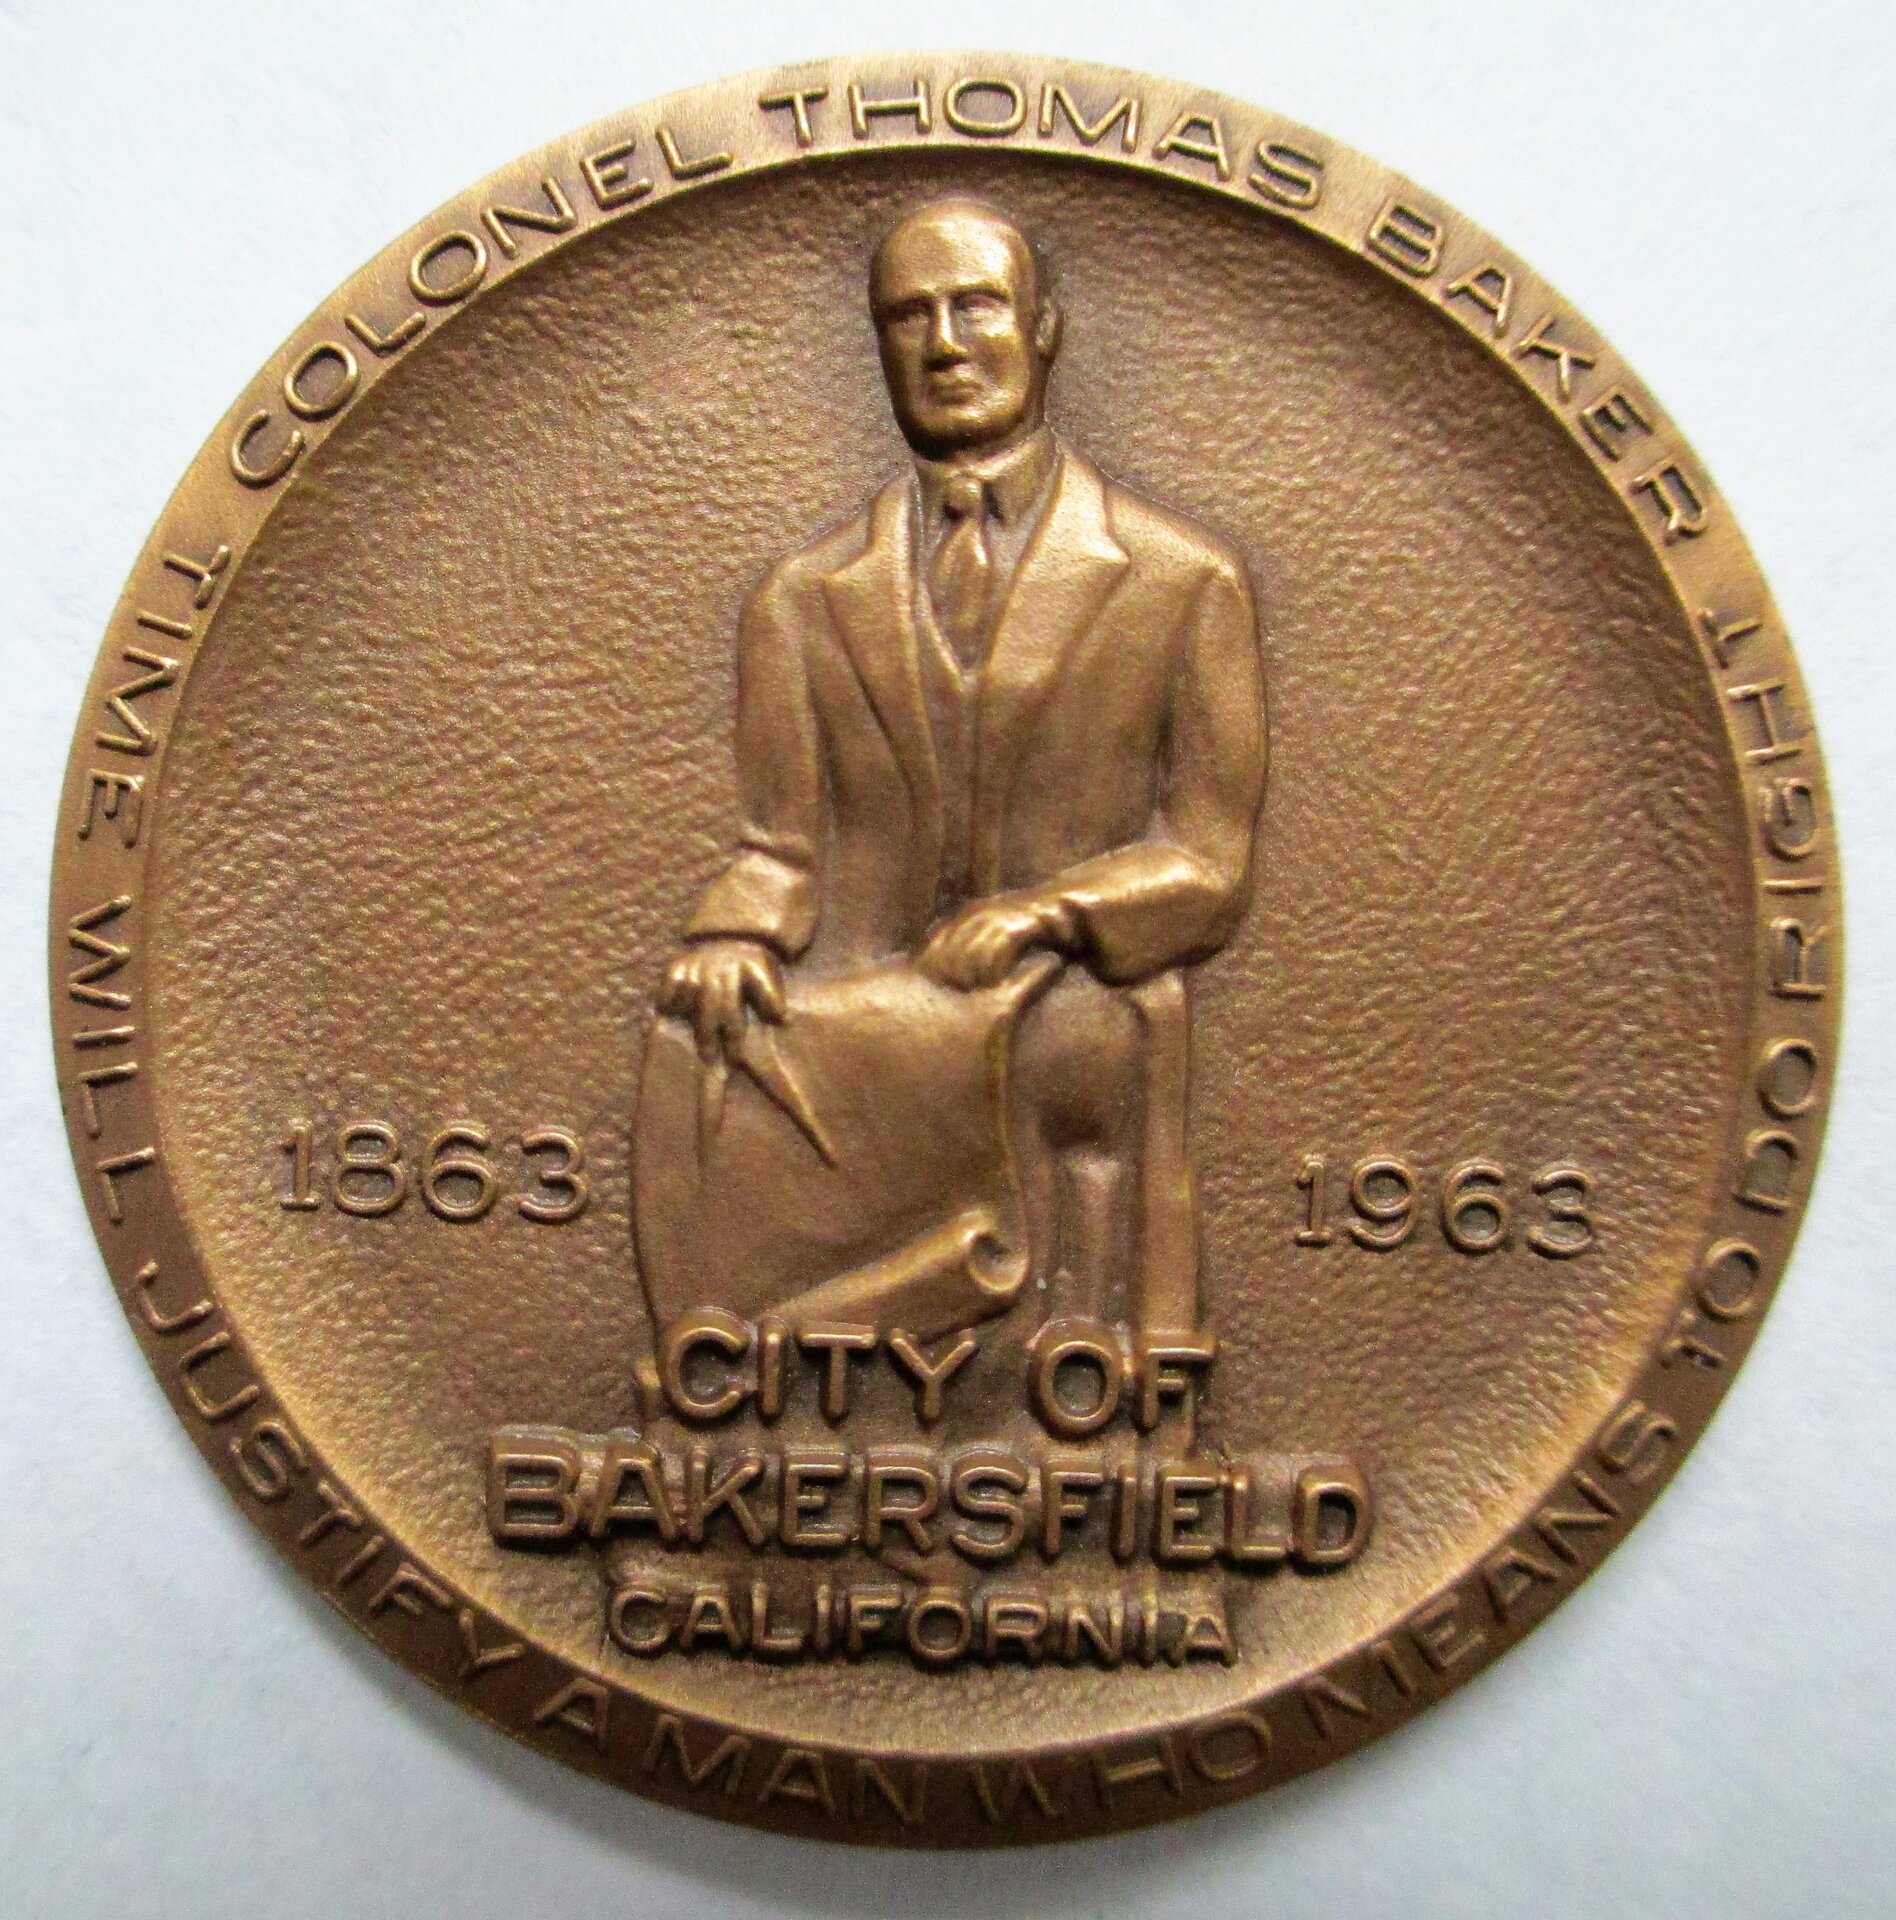 COLONEL THOMAS BAKER
TIME WILL JUSTIFY A MAN WHO MEANS TO DO RIGHT
1863 1963
CITY OF
BAKERSFIELD
CALIFORNIA